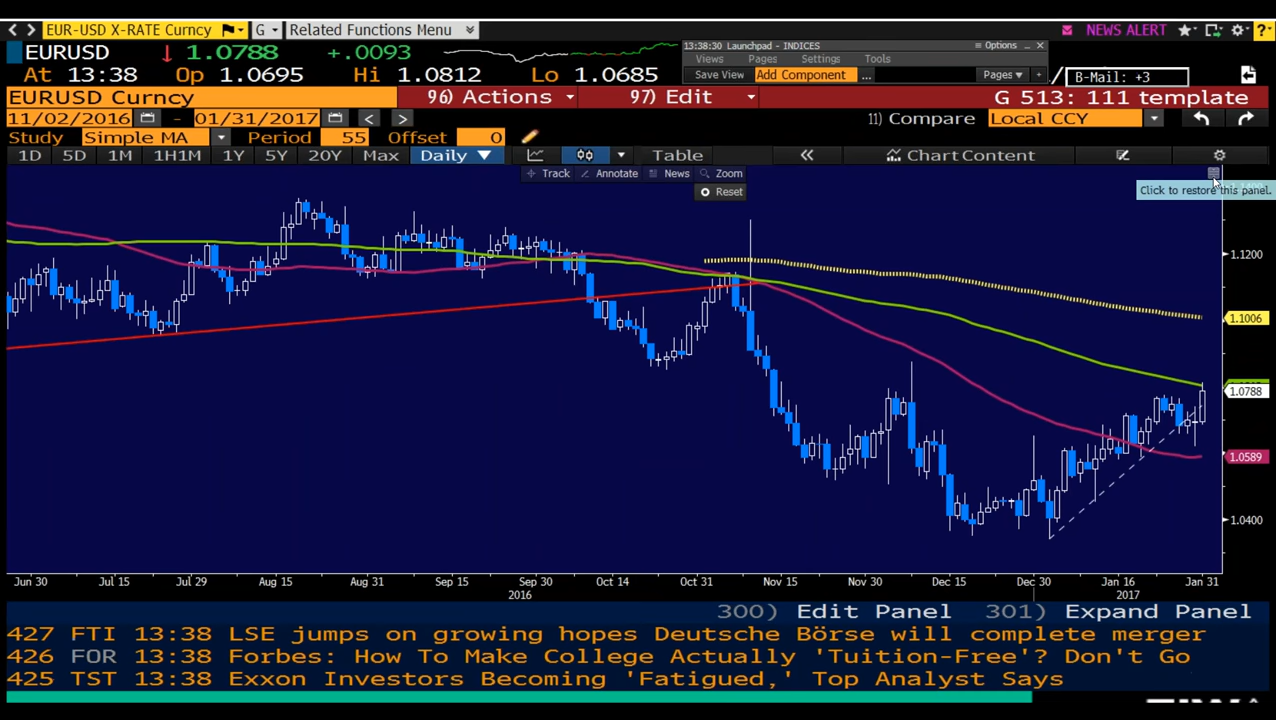 EUR-USD X-RATE Curncy G Related Functions Menu NEWS ALERT
EURUSD ↓ 1.0788 +.0093
At 13:38 Op 1.0695 Hi 1.0812 Lo 1.0685
13:38:30 Launchpad - INDICES Options
Views Pages Settings Tools
Save View Add Component ... Pages +
/ B-Mail: +3
EURUSD Curncy 96) Actions 97) Edit G 513: 111 template
11/02/2016 - 01/31/2017 < > 11) Compare Local CCY
Study Simple MA Period 55 Offset 0
1D 5D 1M 1H1M 1Y 5Y 20Y Max Daily ▼ Table « Chart Content
Track Annotate News Zoom
Reset
Click to restore this panel.
1.1200
1.1006
1.0788
1.0589
1.0400
Jun 30 Jul 15 Jul 29 Aug 15 Aug 31 Sep 15 Sep 30 Oct 14 Oct 31 Nov 15 Nov 30 Dec 15 Dec 30 Jan 16 Jan 31
2016 2017
300) Edit Panel 301) Expand Panel
427 FTI 13:38 LSE jumps on growing hopes Deutsche Börse will complete merger
426 FOR 13:38 Forbes: How To Make College Actually 'Tuition-Free'? Don't Go
425 TST 13:38 Exxon Investors Becoming 'Fatigued,' Top Analyst Says